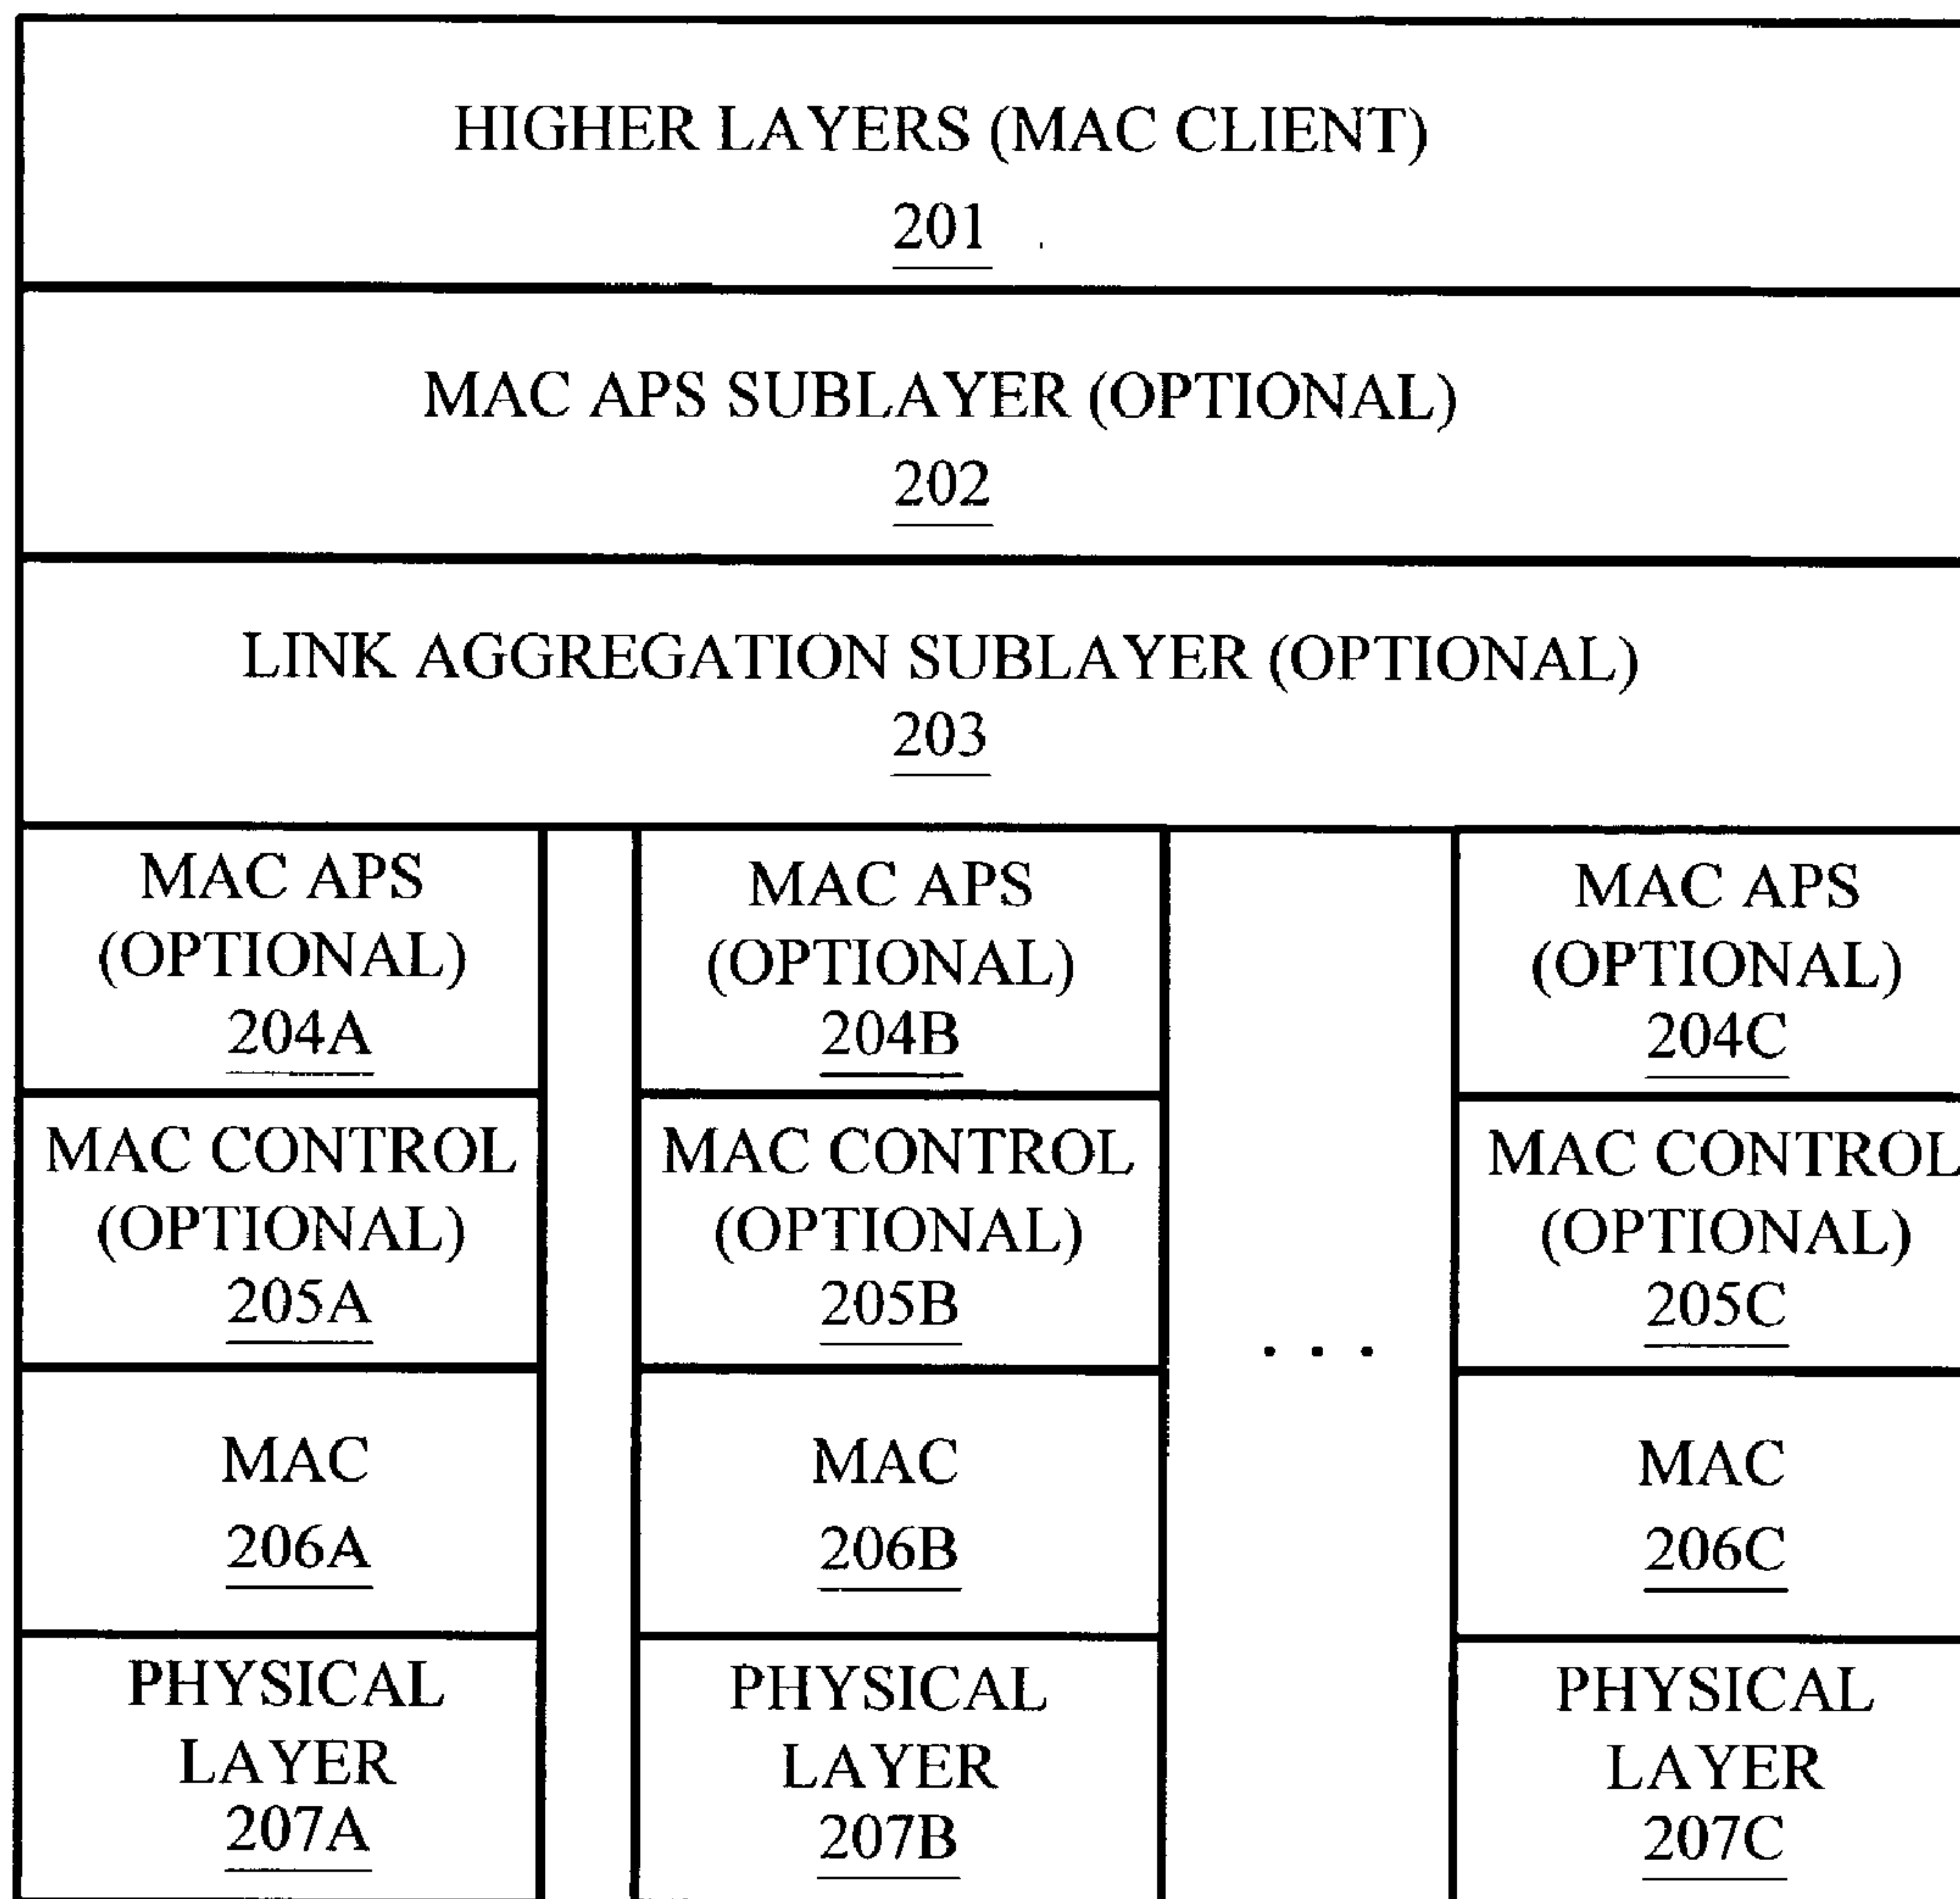 HIGHER LAYERS (MAC CLIENT)
201
MAC APS SUBLAYER (OPTIONAL)
202
LINK AGGREGATION SUBLAYER (OPTIONAL)
203
MAC APS
(OPTIONAL)
204A
MAC APS
(OPTIONAL)
204B
MAC APS
(OPTIONAL)
204C
MAC CONTROL
(OPTIONAL)
205A
MAC CONTROL
(OPTIONAL)
205B
. . .
MAC CONTROL
(OPTIONAL)
205C
MAC
206A
MAC
206B
MAC
206C
PHYSICAL
LAYER
207A
PHYSICAL
LAYER
207B
PHYSICAL
LAYER
207C